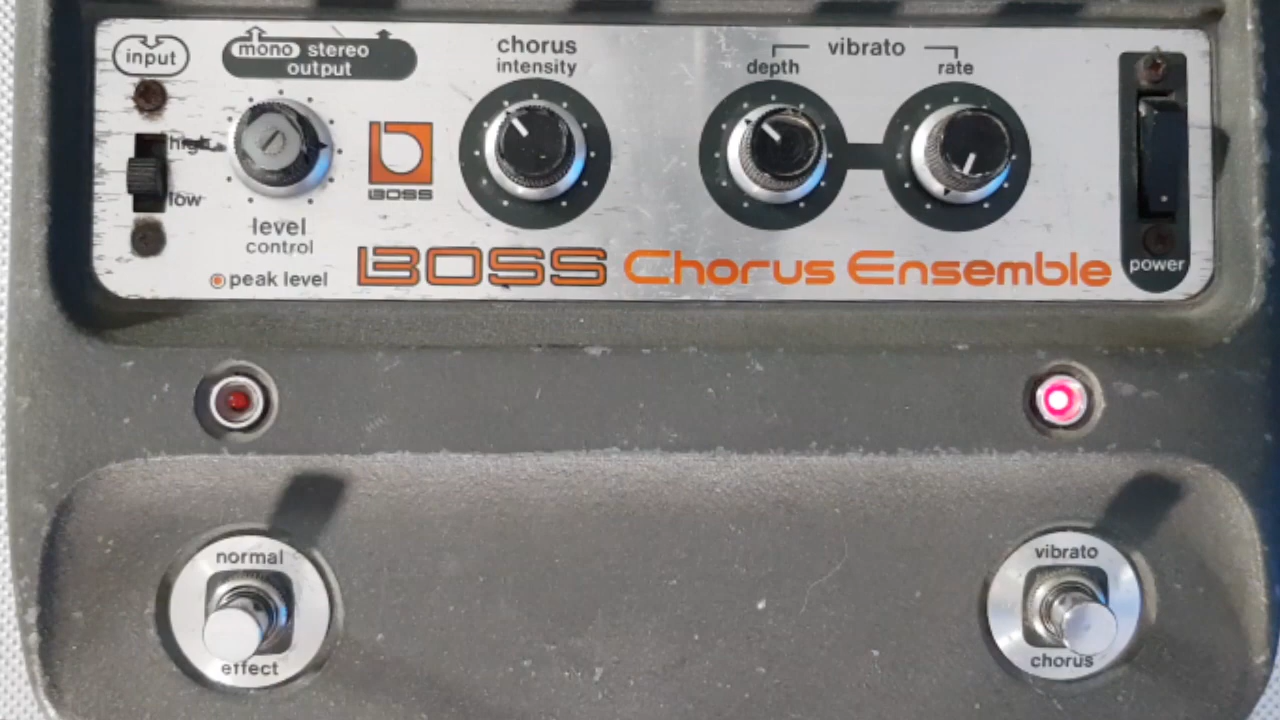 input
mono stereo
output
high
low
level
control
peak level
BOSS
chorus
intensity
vibrato
depth
rate
power
BOSS Chorus Ensemble
normal
effect
vibrato
chorus